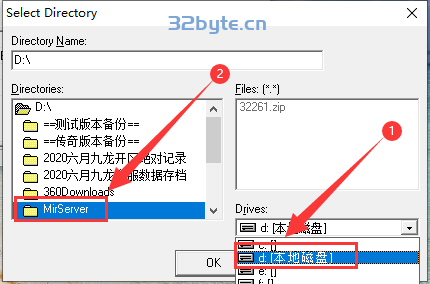 Select Directory
32byte.cn
Directory Name:
D:\
Directories:
Files: (*.*)
D:\
==测试版本备份==
==传奇版本备份==
2020六月九龙开区绝对记录
2020六月九龙
服数据存档
360Downloads
MirServer
32261.zip
2
1
Drives:
d: [本地磁盘]
c: []
d: [本地磁盘]
e: []
OK